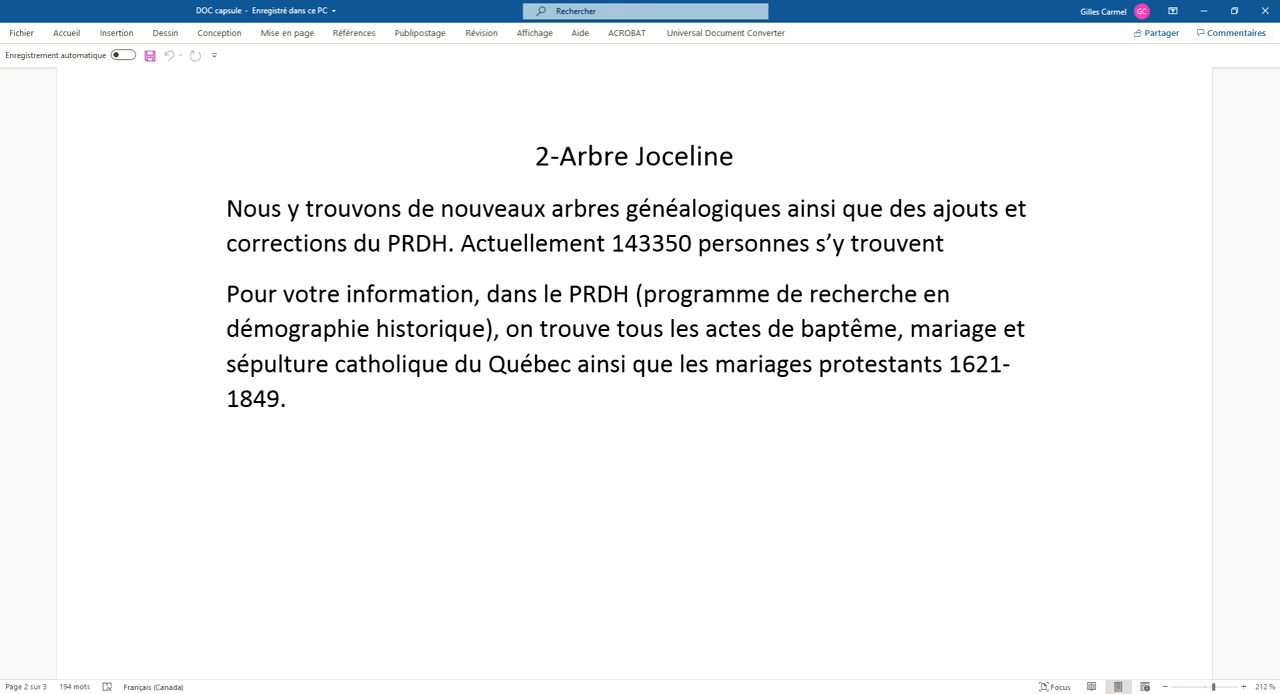 DOC capsule - Enregistré dans ce PC
Rechercher
Gilles Carmel GC
Fichier Accueil Insertion Dessin Conception Mise en page Références Publipostage Révision Affichage Aide ACROBAT Universal Document Converter Partager Commentaires
Enregistrement automatique
2-Arbre Joceline
Nous y trouvons de nouveaux arbres généalogiques ainsi que des ajouts et
corrections du PRDH. Actuellement 143350 personnes s’y trouvent
Pour votre information, dans le PRDH (programme de recherche en
démographie historique), on trouve tous les actes de baptême, mariage et
sépulture catholique du Québec ainsi que les mariages protestants 1621-
1849.
Page 2 sur 3 194 mots Français (Canada) Focus 212 %